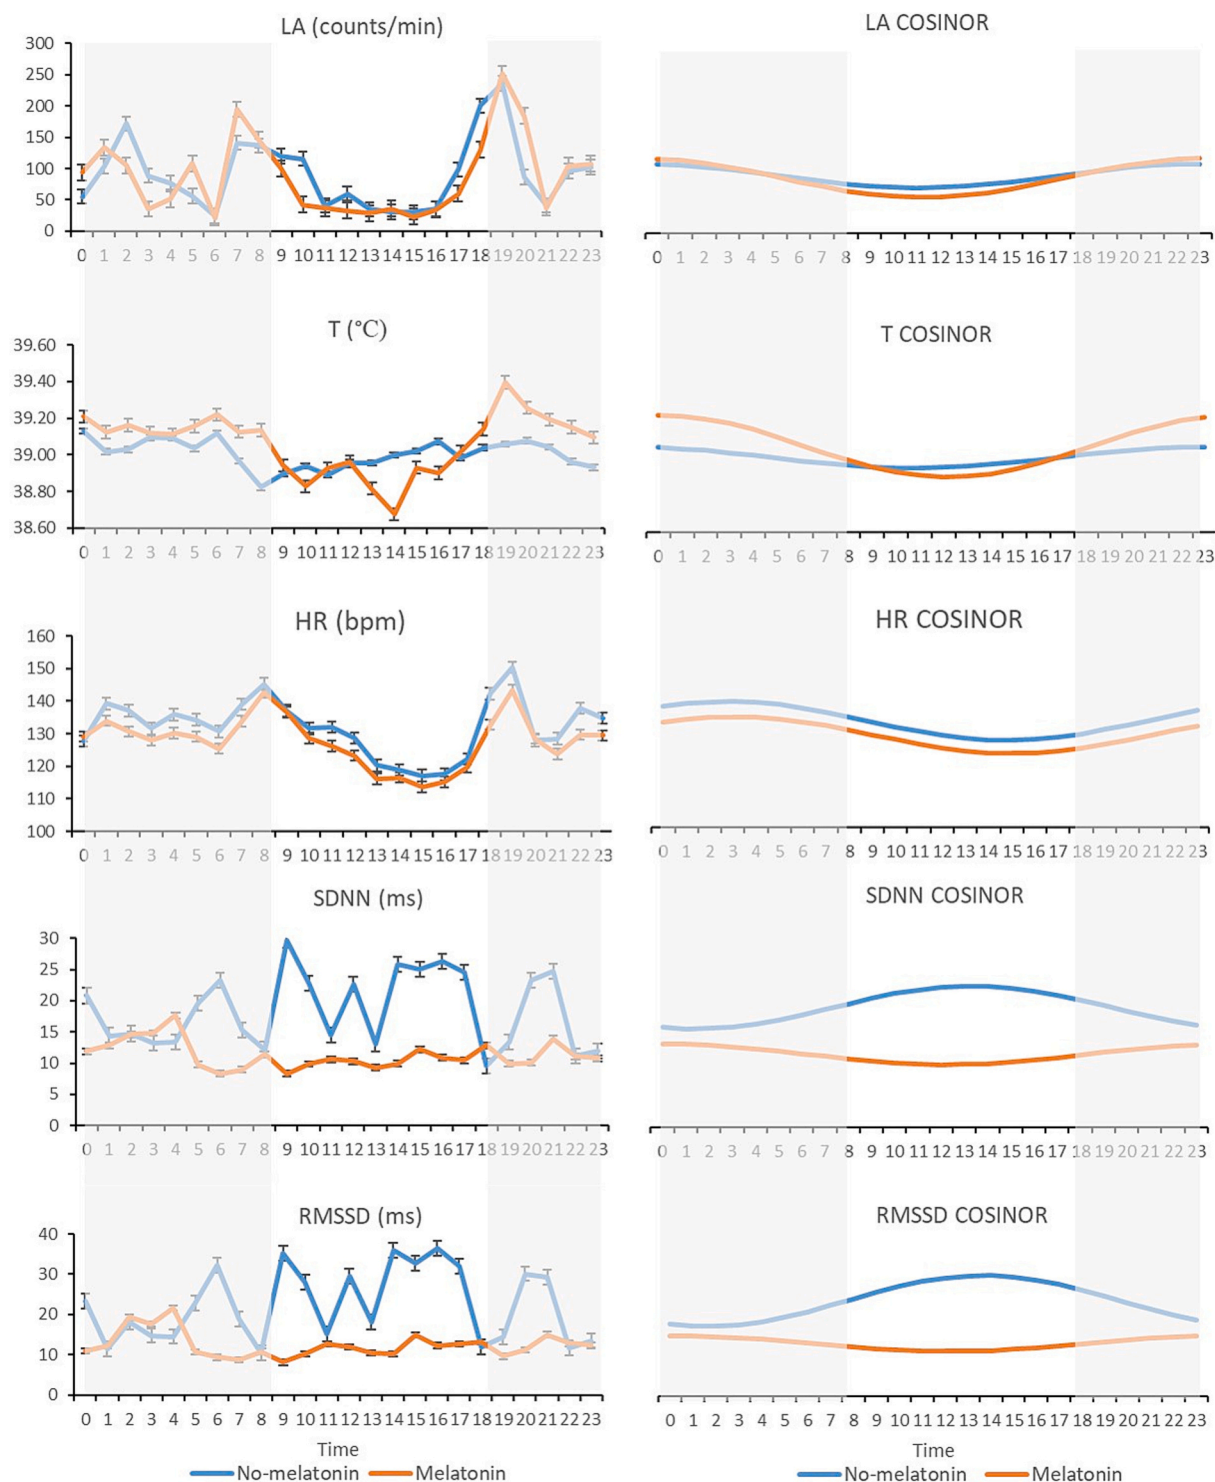 LA (counts/min)
300
250
200
150
100
50
0
0 1 2 3 4 5 6 7 8 9 10 11 12 13 14 15 16 17 18 19 20 21 22 23
LA COSINOR
0 1 2 3 4 5 6 7 8 9 10 11 12 13 14 15 16 17 18 19 20 21 22 23
T (°C)
39.60
39.40
39.20
39.00
38.80
38.60
0 1 2 3 4 5 6 7 8 9 10 11 12 13 14 15 16 17 18 19 20 21 22 23
T COSINOR
0 1 2 3 4 5 6 7 8 9 10 11 12 13 14 15 16 17 18 19 20 21 22 23
HR (bpm)
160
150
140
130
120
110
100
0 1 2 3 4 5 6 7 8 9 10 11 12 13 14 15 16 17 18 19 20 21 22 23
HR COSINOR
0 1 2 3 4 5 6 7 8 9 10 11 12 13 14 15 16 17 18 19 20 21 22 23
SDNN (ms)
30
25
20
15
10
5
0
0 1 2 3 4 5 6 7 8 9 10 11 12 13 14 15 16 17 18 19 20 21 22 23
SDNN COSINOR
0 1 2 3 4 5 6 7 8 9 10 11 12 13 14 15 16 17 18 19 20 21 22 23
RMSSD (ms)
40
30
20
10
0
0 1 2 3 4 5 6 7 8 9 10 11 12 13 14 15 16 17 18 19 20 21 22 23
Time
No-melatonin Melatonin
RMSSD COSINOR
0 1 2 3 4 5 6 7 8 9 10 11 12 13 14 15 16 17 18 19 20 21 22 23
Time
No-melatonin Melatonin